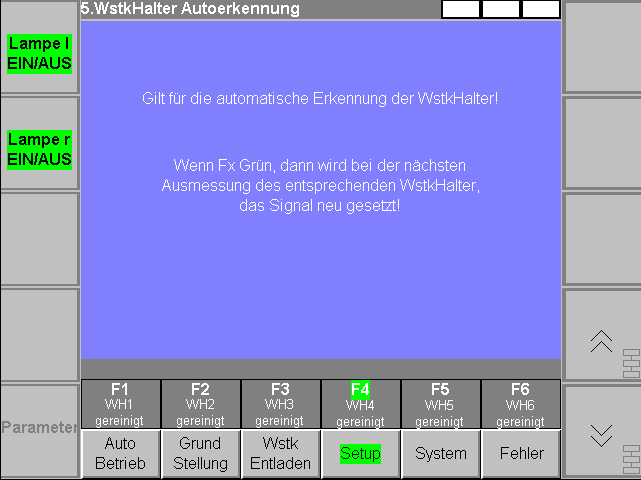 5.WstkHalter Autoerkennung
Lampe l
EIN/AUS
Lampe r
EIN/AUS
Parameter
Gilt für die automatische Erkennung der WstkHalter!
Wenn Fx Grün, dann wird bei der nächsten
Ausmessung des entsprechenden WstkHalter,
das Signal neu gesetzt!
F1
WH1
gereinigt
F2
WH2
gereinigt
F3
WH3
gereinigt
F4
WH4
gereinigt
F5
WH5
gereinigt
F6
WH6
gereinigt
Auto
Betrieb
Grund
Stellung
Wstk
Entladen
Setup
System
Fehler